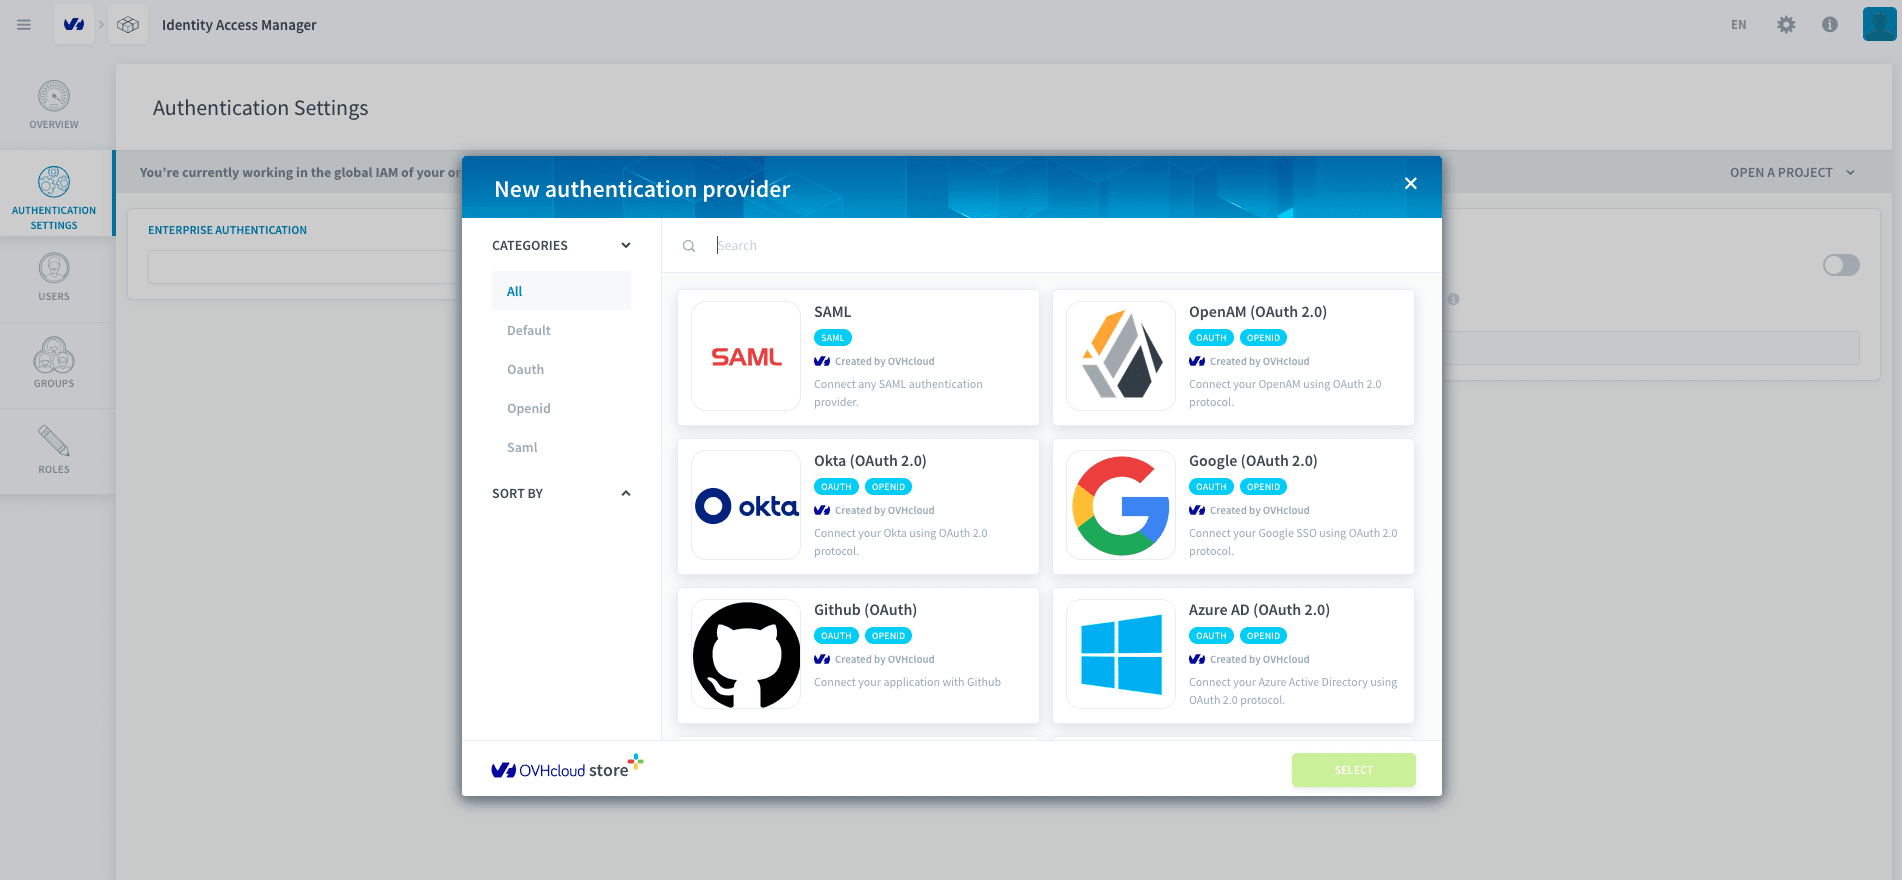 Identity Access Manager
EN
OVERVIEW
AUTHENTICATION
SETTINGS
USERS
GROUPS
ROLES
Authentication Settings
You're currently working in the global IAM of your or
OPEN A PROJECT
ENTERPRISE AUTHENTICATION
New authentication provider
CATEGORIES
All
Default
Oauth
Openid
Saml
SORT BY
Search
SAML
SAML
SAML
Created by OVHcloud
Connect any SAML authentication
provider.
OpenAM (OAuth 2.0)
OAUTH OPENID
Created by OVHcloud
Connect your OpenAM using OAuth 2.0
protocol.
okta
Okta (OAuth 2.0)
OAUTH OPENID
Created by OVHcloud
Connect your Okta using OAuth 2.0
protocol.
Google (OAuth 2.0)
OAUTH OPENID
Created by OVHcloud
Connect your Google SSO using OAuth 2.0
protocol.
Github (OAuth)
OAUTH OPENID
Created by OVHcloud
Connect your application with Github
Azure AD (OAuth 2.0)
OAUTH OPENID
Created by OVHcloud
Connect your Azure Active Directory using
OAuth 2.0 protocol.
OVHcloud store
SELECT